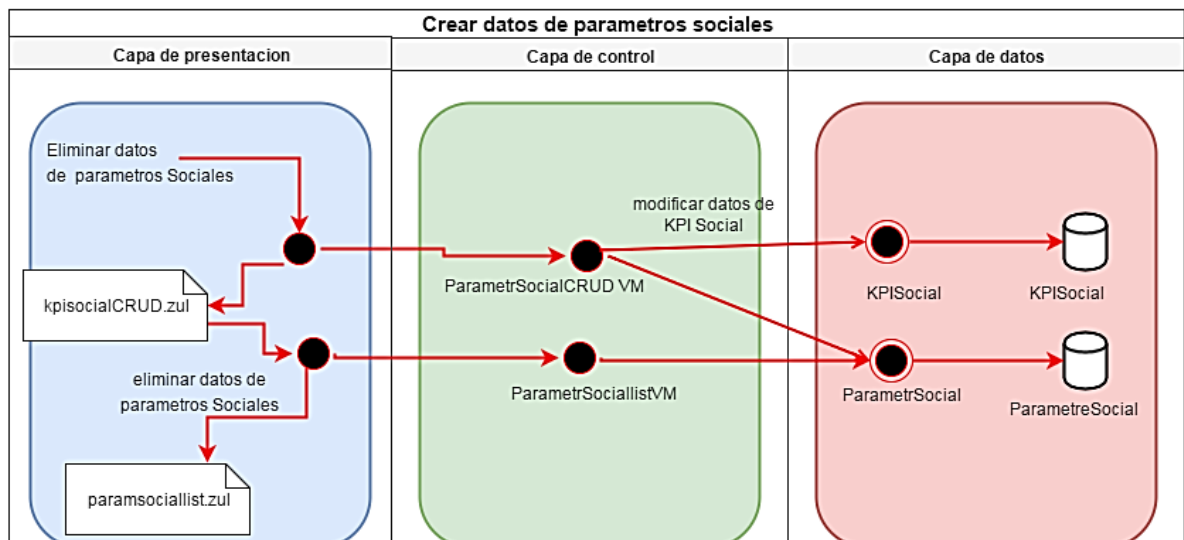 Crear datos de parametros sociales
Capa de presentacion
Capa de control
Capa de datos
Eliminar datos
de parametros Sociales
kpisocialCRUD.zul
eliminar datos de
parametros Sociales
paramsociallist.zul
modificar datos de
KPI Social
ParametrSocialCRUD VM
ParametrSociallistVM
KPISocial
KPISocial
ParametrSocial
ParametreSocial